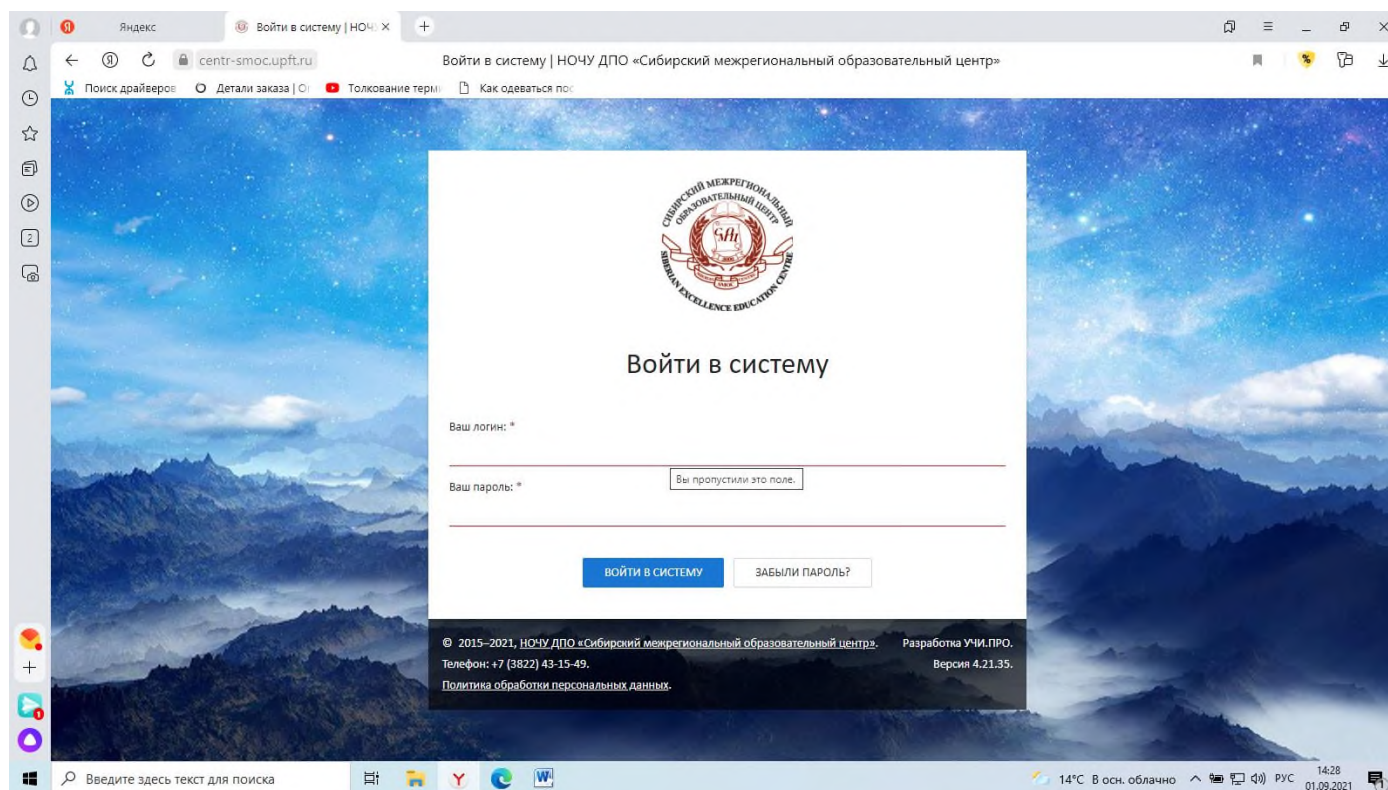 Яндекс
Войти в систему | НОЧ
centr-smoc.upft.ru
Войти в систему | НОЧУ ДПО «Сибирский межрегиональный образовательный центр»
Поиск драйверов
Детали заказа | O
Толкование терм
Как одеваться пос
2
СИБИРСКИЙ МЕЖРЕГИОНАЛЬНЫЙ
ОБРАЗОВАТЕЛЬНЫЙ ЦЕНТР
SIBERIAN EXCELLENCE EDUCATION CENTRE
Войти в систему
Ваш логин: *
Вы пропустили это поле.
Ваш пароль: *
ВОЙТИ В СИСТЕМУ
ЗАБЫЛИ ПАРОЛЬ?
© 2015–2021, НОЧУ ДПО «Сибирский межрегиональный образовательный центр». Разработка УЧИ.ПРО.
Телефон: +7 (3822) 43-15-49. Версия 4.21.35.
Политика обработки персональных данных.
Введите здесь текст для поиска
14°C В осн. облачно
РУС
14:28
01.09.2021